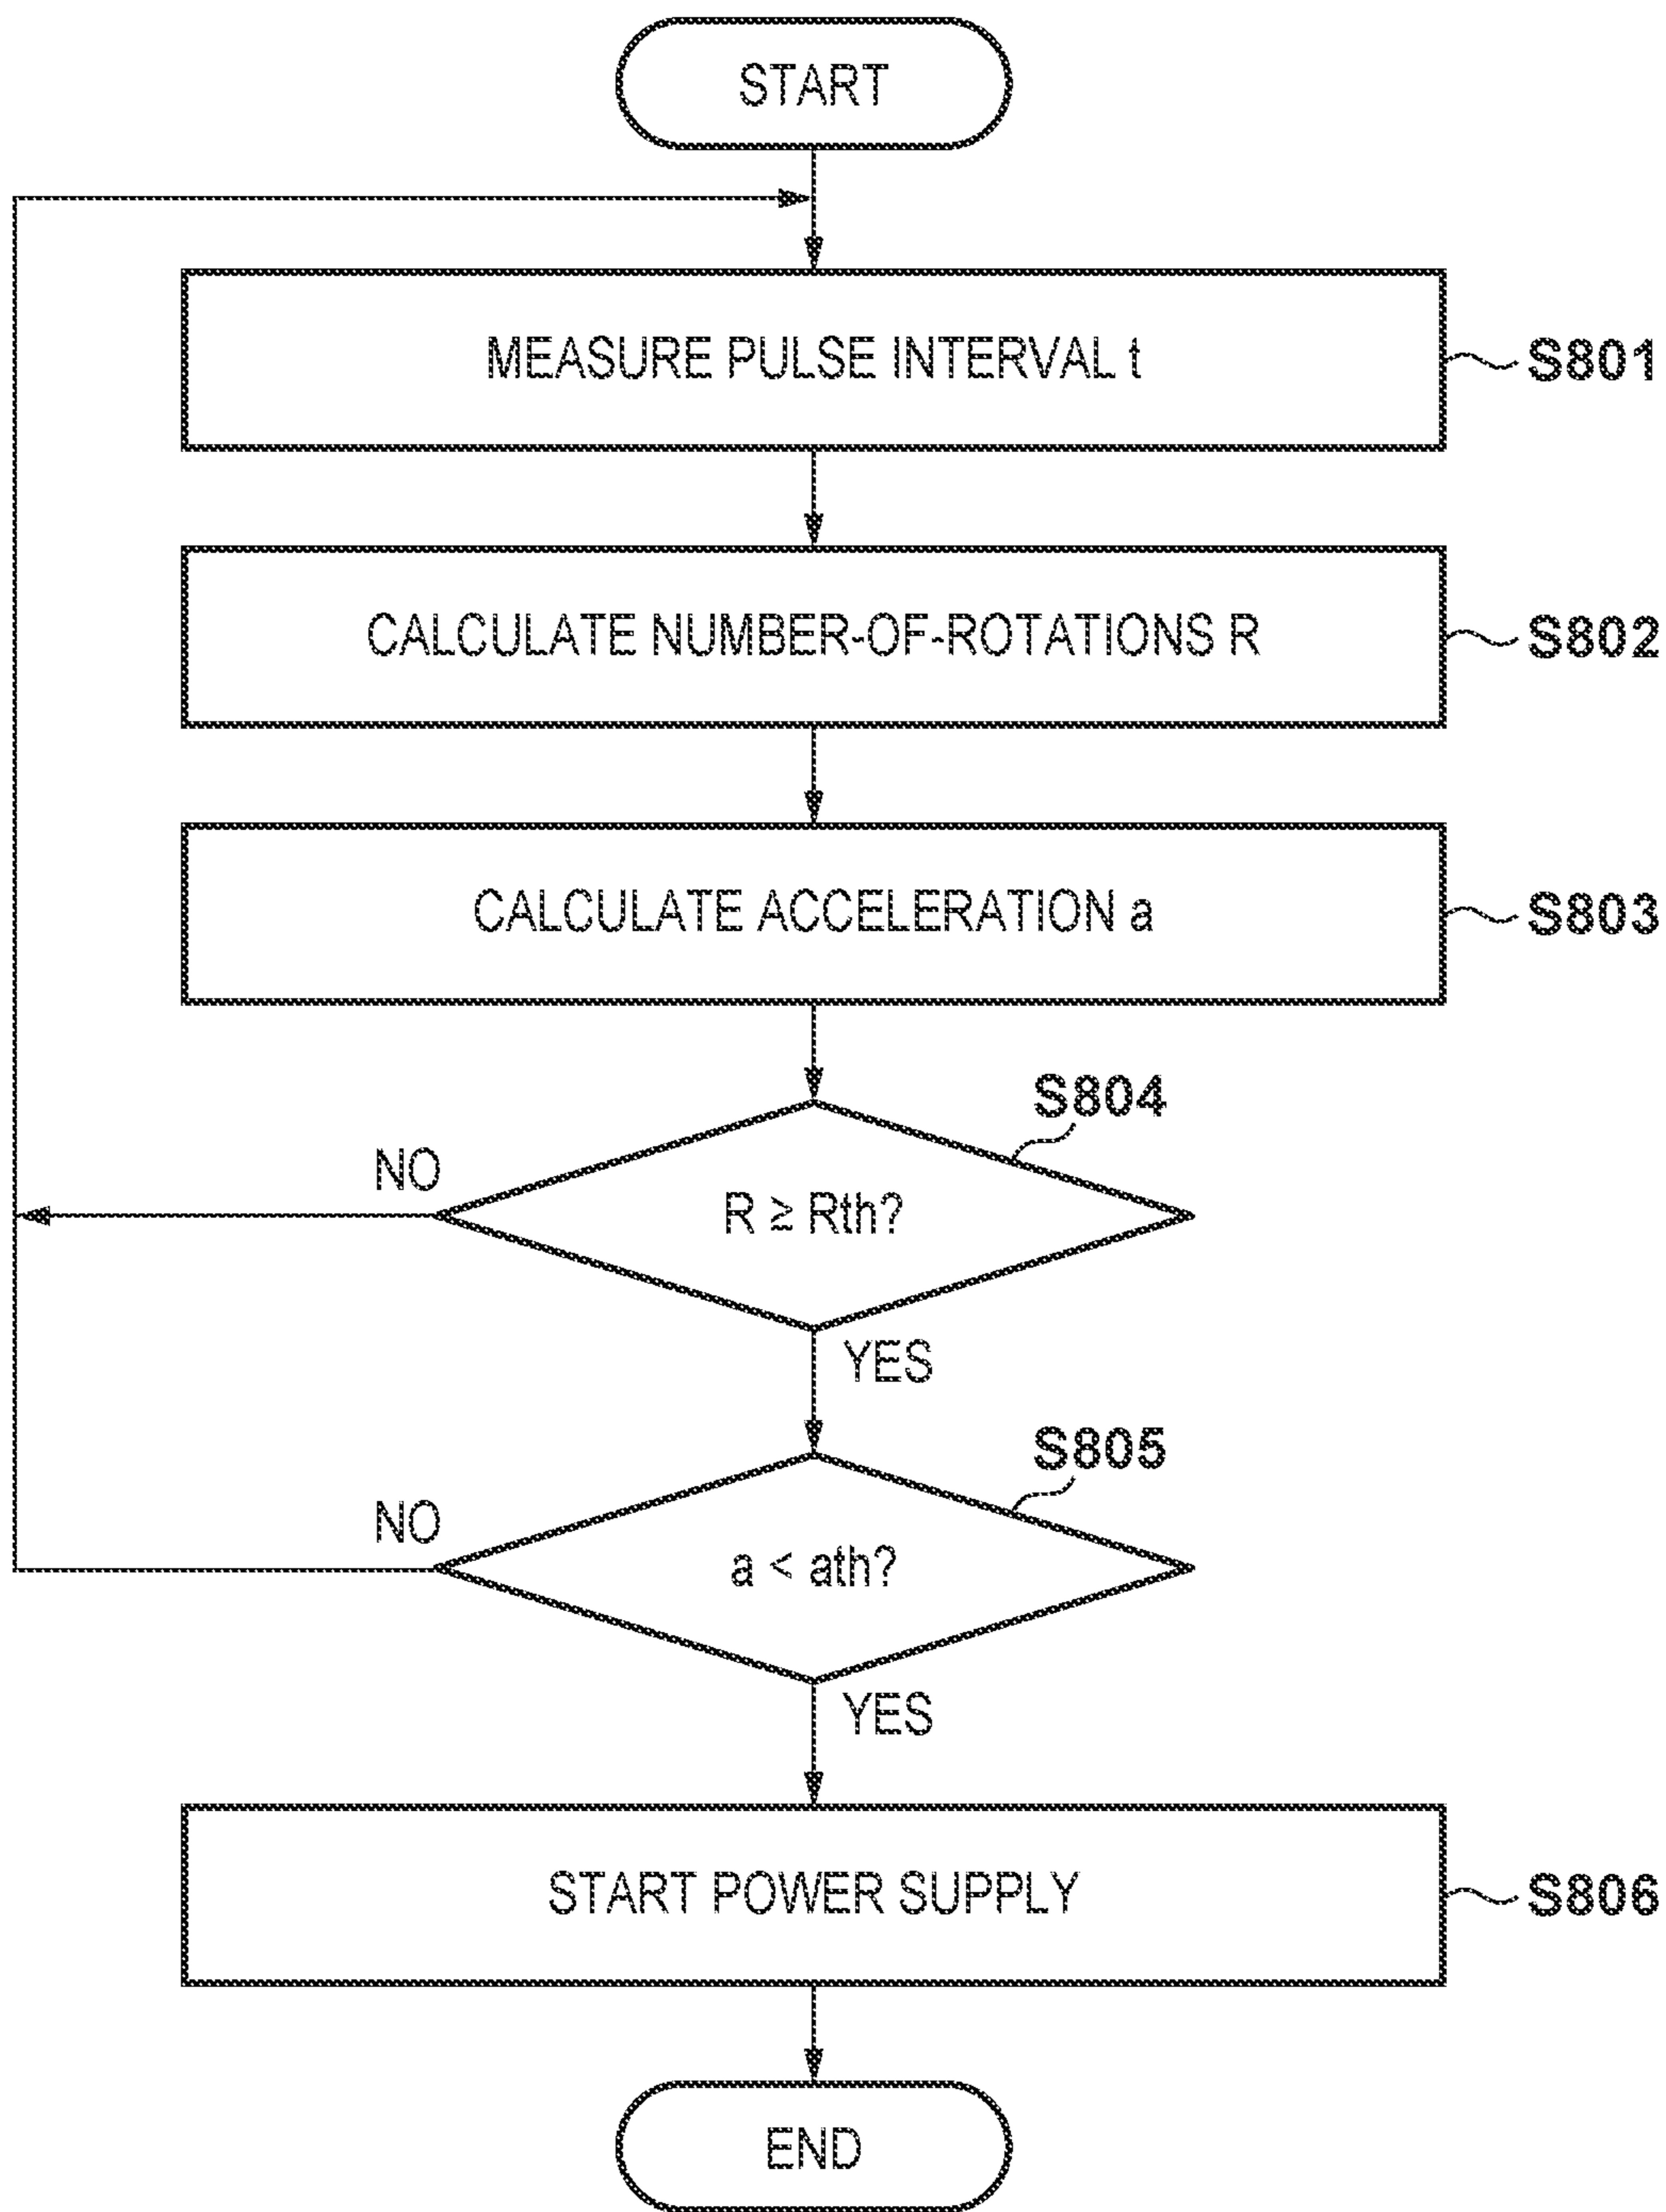 START
MEASURE PULSE INTERVAL t
S801
CALCULATE NUMBER-OF-ROTATIONS R
S802
CALCULATE ACCELERATION a
S803
S804
NO
R ≥ Rth?
YES
S805
NO
a < ath?
YES
START POWER SUPPLY
S806
END